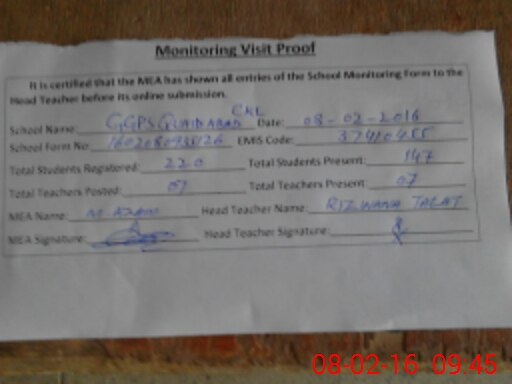 Monitoring Visit Proof
It is certified that the MEA has shown all entries of the School Monitoring Form to the
Head Teacher before its online submission.
School Name: GGPS QUAIDABAD CKL Date: 08-02-2016
School Form No: EMIS Code:
Total Students Registered: 220 Total Students Present: 147
Total Teachers Posted: 07 Total Teachers Present: 07
MEA Name: Head Teacher Name: RIZWANA TALAT
MEA Signature: Head Teacher Signature:
08-02-16 09:45